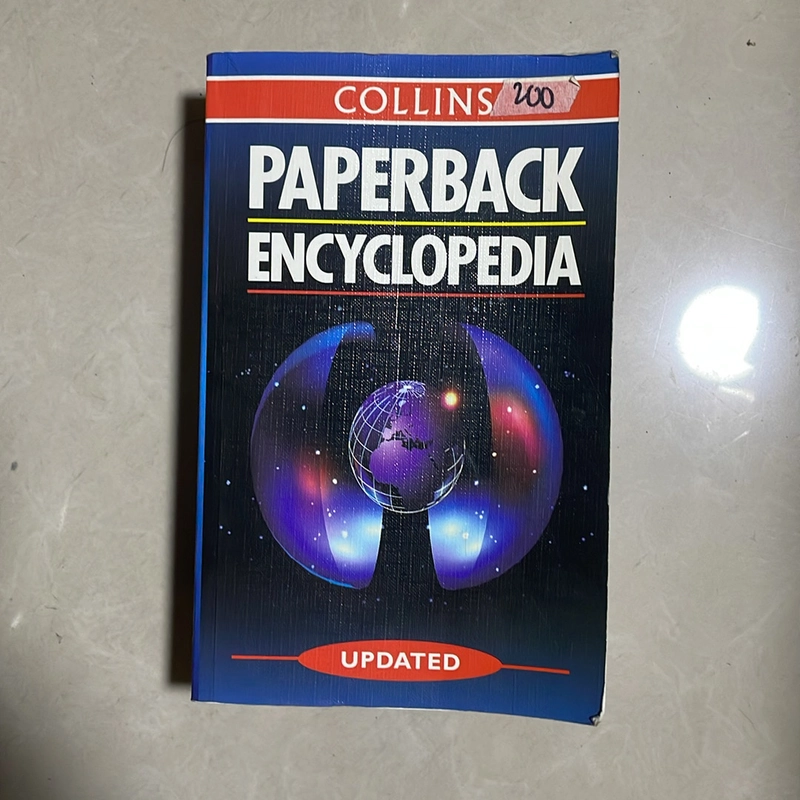 COLLINS 200
PAPERBACK
ENCYCLOPEDIA
UPDATED